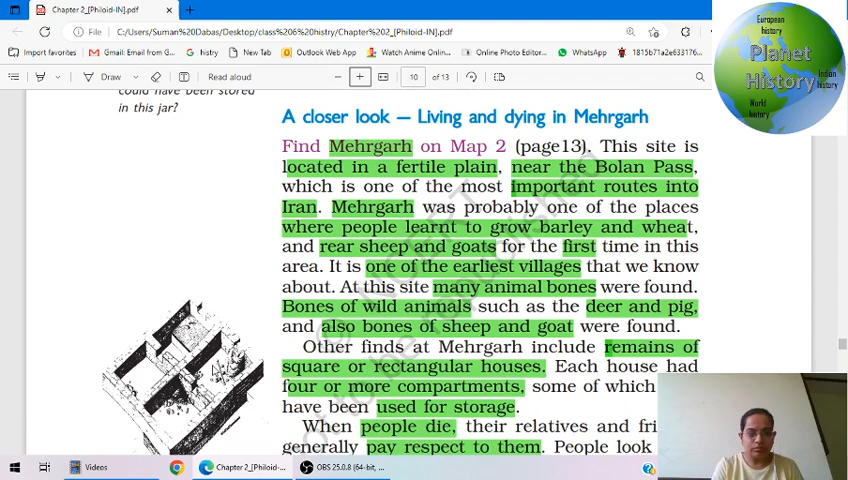 Chapter 2_[Philoid-IN].pdf
File
C:/Users/Suman%20Dabas/Desktop/class%206%20histry/Chapter%202_[Philoid-IN].pdf
Import favorites
Gmail: Email from G...
histry
New Tab
Outlook Web App
Watch Anime Onlin...
Online Photo Editor...
WhatsApp
1815b71a2e633176...
Draw
Read aloud
10
of 13
European
history
Planet
History
Indian
history
World
history
could have been stored
in this jar?
A closer look — Living and dying in Mehrgarh
Find Mehrgarh on Map 2 (page13). This site is
located in a fertile plain, near the Bolan Pass,
which is one of the most important routes into
Iran. Mehrgarh was probably one of the places
where people learnt to grow barley and wheat,
and rear sheep and goats for the first time in this
area. It is one of the earliest villages that we know
about. At this site many animal bones were found.
Bones of wild animals such as the deer and pig,
and also bones of sheep and goat were found.
Other finds at Mehrgarh include remains of
square or rectangular houses. Each house had
four or more compartments, some of which
have been used for storage.
When people die, their relatives and fri
generally pay respect to them. People look
Videos
Chapter 2_[Philoid-I...
OBS 25.0.8 (64-bit, ...